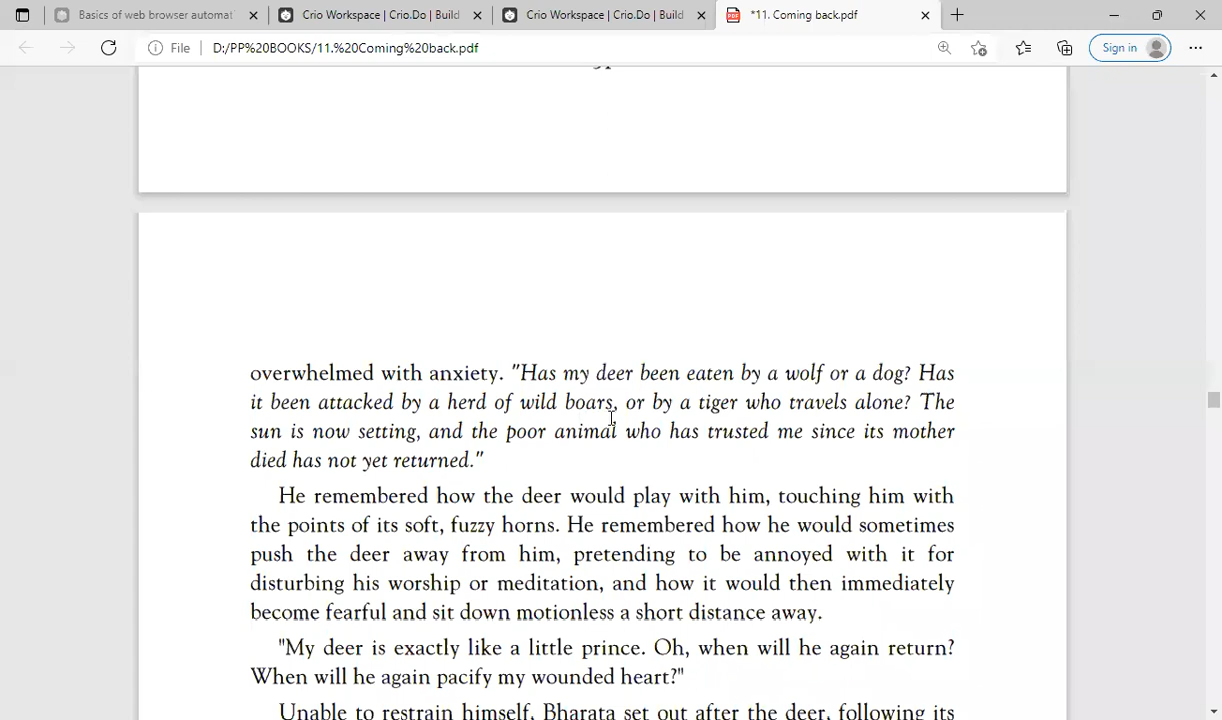 Basics of web browser automat
Crio Workspace | Crio.Do | Build
Crio Workspace | Crio.Do | Build
*11. Coming back.pdf
File
D:/PP%20BOOKS/11.%20Coming%20back.pdf
Sign in
overwhelmed with anxiety. "Has my deer been eaten by a wolf or a dog? Has
it been attacked by a herd of wild boars, or by a tiger who travels alone? The
sun is now setting, and the poor animal who has trusted me since its mother
died has not yet returned."
He remembered how the deer would play with him, touching him with
the points of its soft, fuzzy horns. He remembered how he would sometimes
push the deer away from him, pretending to be annoyed with it for
disturbing his worship or meditation, and how it would then immediately
become fearful and sit down motionless a short distance away.
"My deer is exactly like a little prince. Oh, when will he again return?
When will he again pacify my wounded heart?"
Unable to restrain himself, Bharata set out after the deer, following its